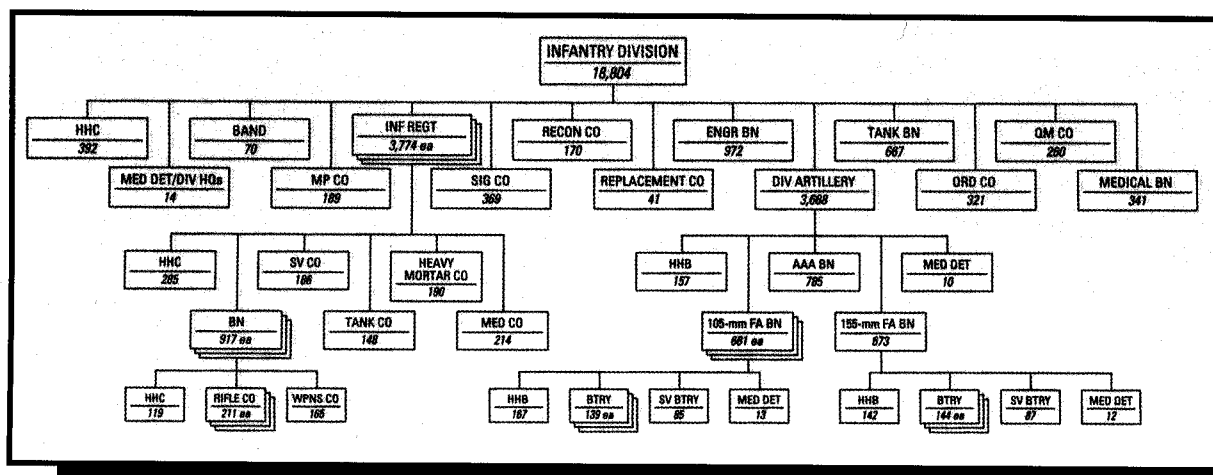 INFANTRY DIVISION
18,804
HHC
392
BAND
70
INF REGT
3,774 ea
RECON CO
170
ENGR BN
972
TANK BN
667
QM CO
260
MED DET/DIV HQs
14
MP CO
189
SIG CO
369
REPLACEMENT CO
41
DIV ARTILLERY
3,668
ORD CO
321
MEDICAL BN
341
HHC
285
SV CO
186
HEAVY
MORTAR CO
190
HHB
157
AAA BN
785
MED DET
10
BN
917 ea
TANK CO
148
MED CO
214
105-mm FA BN
681 ea
155-mm FA BN
673
HHC
119
RIFLE CO
211 ea
WPNS CO
165
HHB
167
BTRY
139 ea
SV BTRY
85
MED DET
13
HHB
142
BTRY
144 ea
SV BTRY
87
MED DET
12